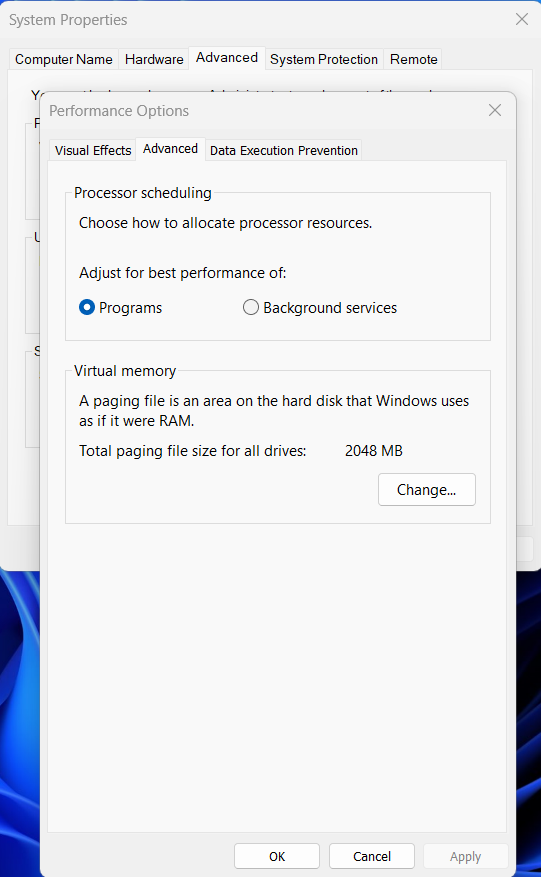 System Properties
Computer Name
Hardware
Advanced
System Protection
Remote
Performance Options
Visual Effects
Advanced
Data Execution Prevention
Processor scheduling
Choose how to allocate processor resources.
Adjust for best performance of:
Programs
Background services
Virtual memory
A paging file is an area on the hard disk that Windows uses
as if it were RAM.
Total paging file size for all drives:
2048 MB
Change...
OK
Cancel
Apply